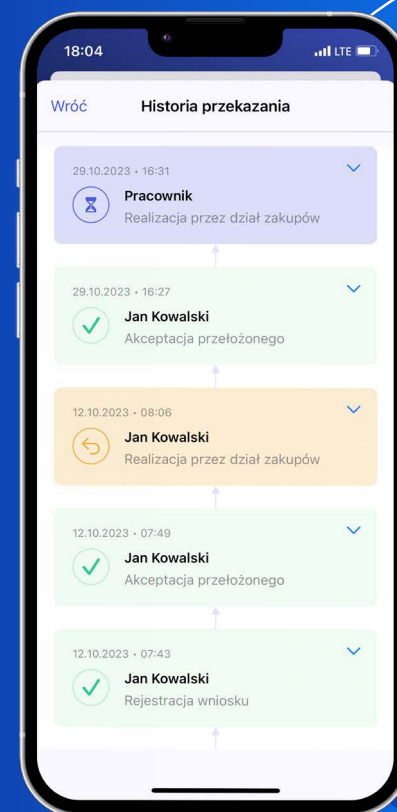 18:04
LTE
Wróć
Historia przekazania
29.10.2023 • 16:31
Pracownik
Realizacja przez dział zakupów
29.10.2023 • 16:27
Jan Kowalski
Akceptacja przełożonego
12.10.2023 • 08:06
Jan Kowalski
Realizacja przez dział zakupów
12.10.2023 • 07:49
Jan Kowalski
Akceptacja przełożonego
12.10.2023 • 07:43
Jan Kowalski
Rejestracja wniosku